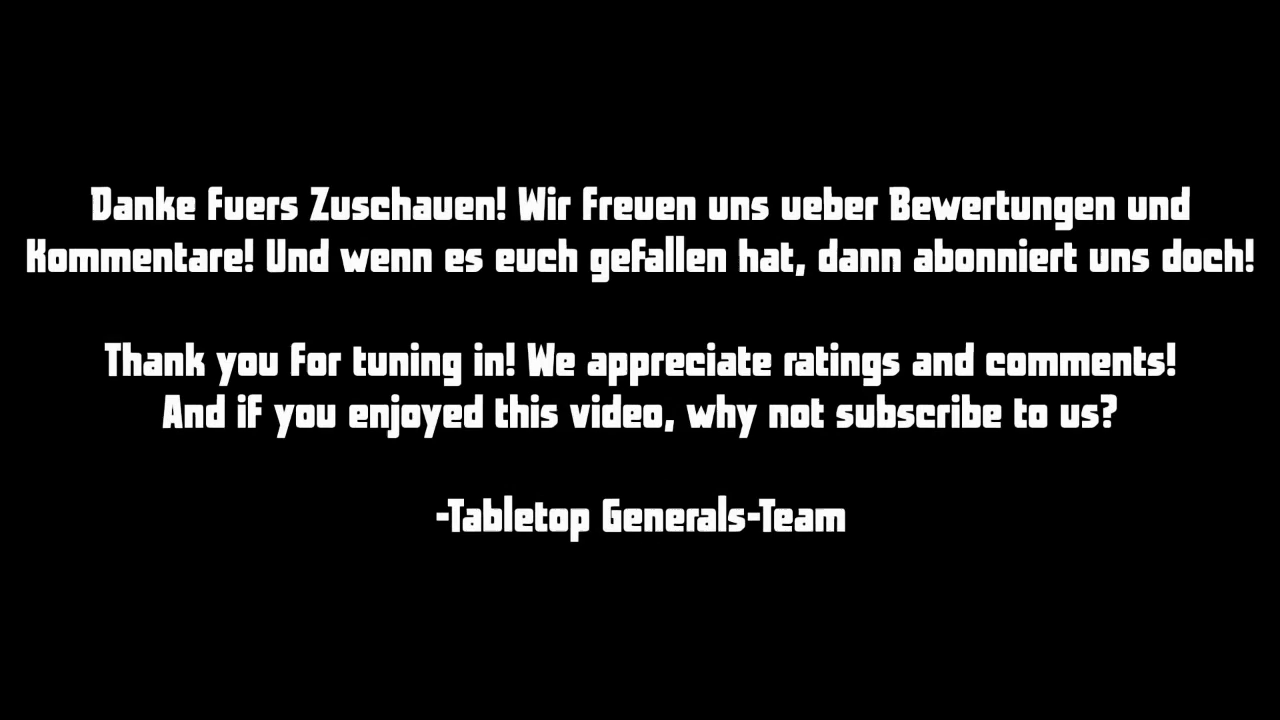 Danke fuers Zuschauen! Wir freuen uns ueber Bewertungen und
Kommentare! Und wenn es euch gefallen hat, dann abonniert uns doch!
Thank you for tuning in! We appreciate ratings and comments!
And if you enjoyed this video, why not subscribe to us?
-Tabletop Generals-Team